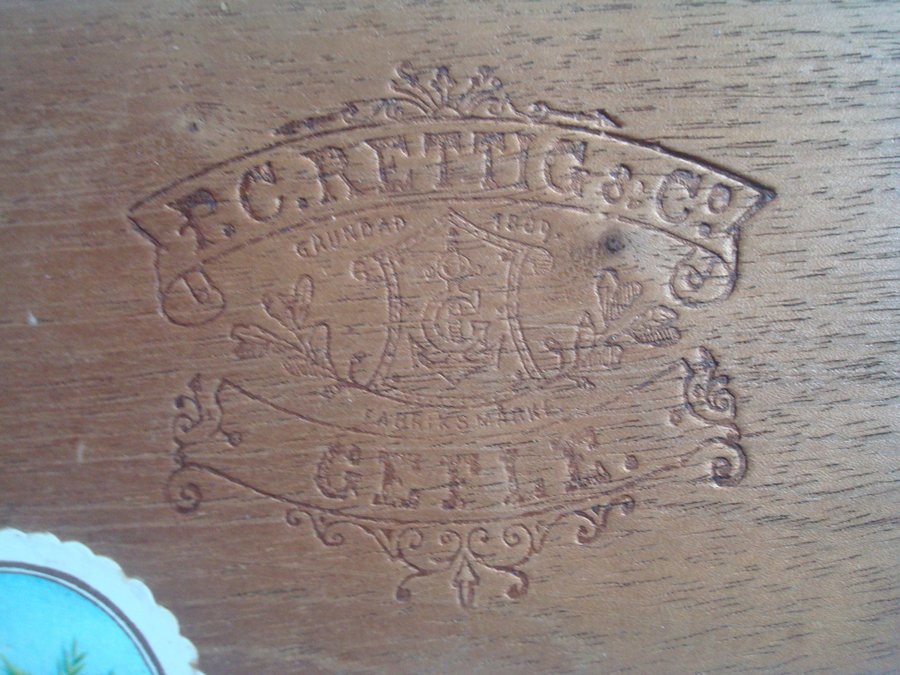 P.C.RETTIG & Co.
GRUNDAD 1809.
FABRIKSMÄRKE
GEFLE.